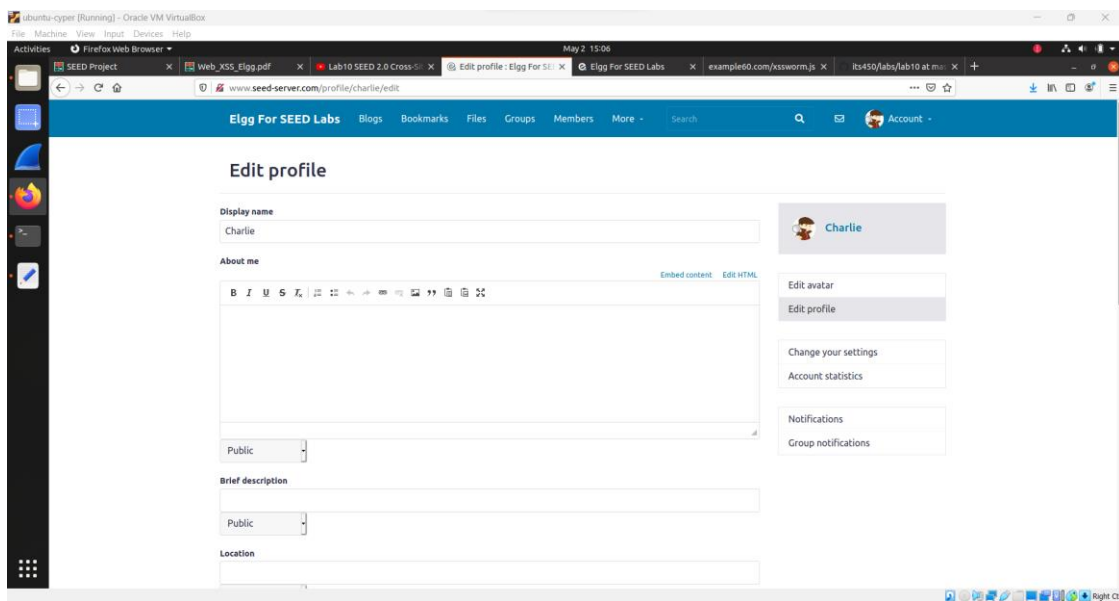 ubuntu-cyper [Running] - Oracle VM VirtualBox
File Machine View Input Devices Help
Activities Firefox Web Browser May 2 15:06
SEED Project Web_XSS_Elgg.pdf Lab10 SEED 2.0 Cross-Si Edit profile : Elgg For SE Elgg For SEED Labs example60.com/xssworm.js its450/labs/lab10 at mas
www.seed-server.com/profile/charlie/edit
Elgg For SEED Labs Blogs Bookmarks Files Groups Members More Search Account
Edit profile
Display name
Charlie
Charlie
About me
Embed content Edit HTML
B I U S Tx
Edit avatar
Edit profile
Change your settings
Account statistics
Notifications
Group notifications
Public
Brief description
Public
Location
Right Ct